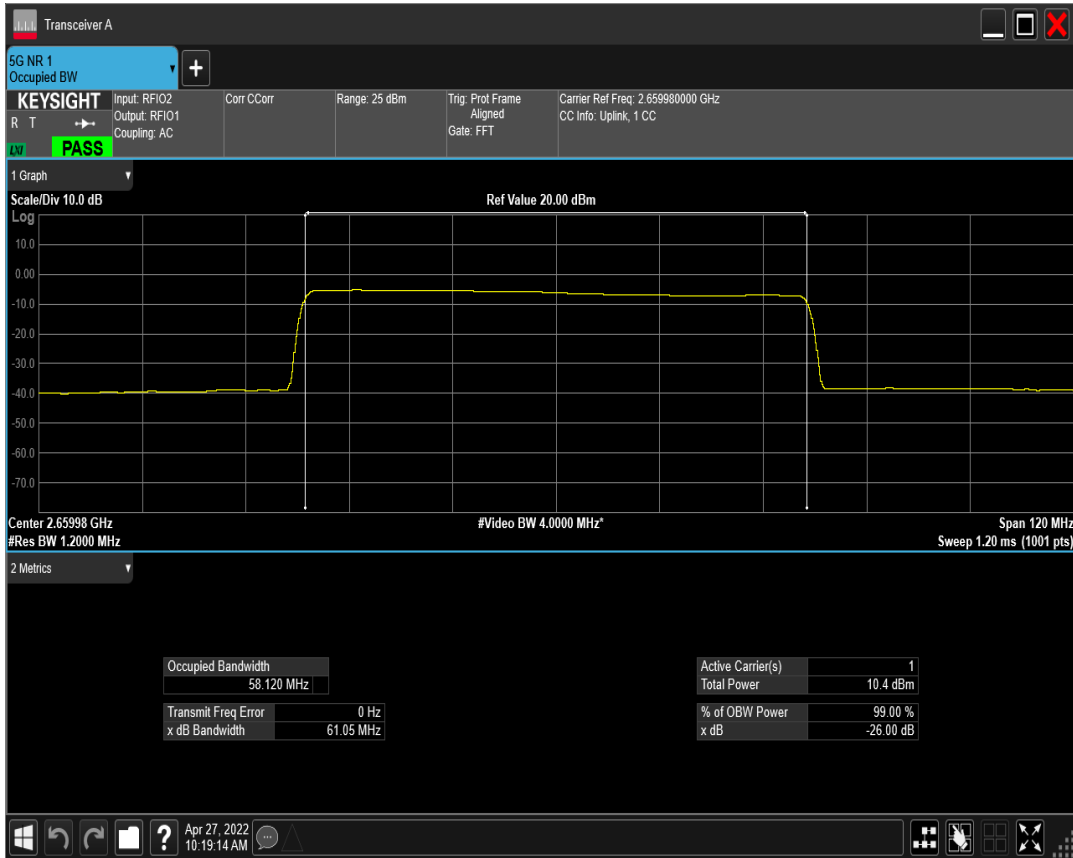 Transceiver A
5G NR 1
Occupied BW
+
KEYSIGHT
R T
LXI
PASS
Input: RFIO2
Output: RFIO1
Coupling: AC
Corr CCorr
Range: 25 dBm
Trig: Prot Frame
Aligned
Gate: FFT
Carrier Ref Freq: 2.659980000 GHz
CC Info: Uplink, 1 CC
1 Graph
Scale/Div 10.0 dB
Ref Value 20.00 dBm
Log
10.0
0.00
-10.0
-20.0
-30.0
-40.0
-50.0
-60.0
-70.0
Center 2.65998 GHz
#Video BW 4.0000 MHz*
Span 120 MHz
#Res BW 1.2000 MHz
Sweep 1.20 ms (1001 pts)
2 Metrics
Occupied Bandwidth
58.120 MHz
Transmit Freq Error 0 Hz
x dB Bandwidth 61.05 MHz
Active Carrier(s) 1
Total Power 10.4 dBm
% of OBW Power 99.00 %
x dB -26.00 dB
?
Apr 27, 2022
10:19:14 AM